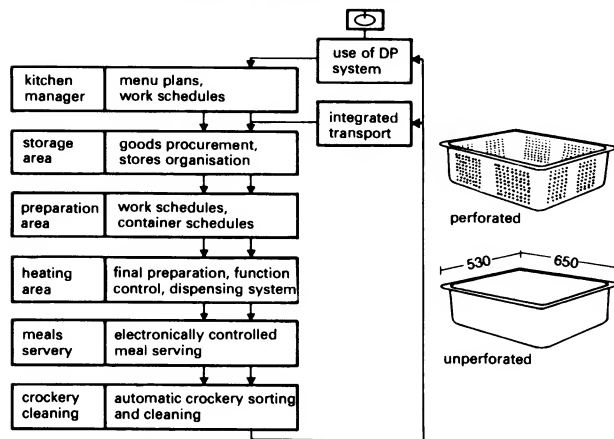 use of DP
system
kitchen
manager
menu plans,
work schedules
integrated
transport
storage
area
goods procurement,
stores organisation
preparation
area
work schedules,
container schedules
heating
area
final preparation, function
control, dispensing system
meals
servery
electronically controlled
meal serving
crockery
cleaning
automatic crockery sorting
and cleaning
perforated
530
650
unperforated